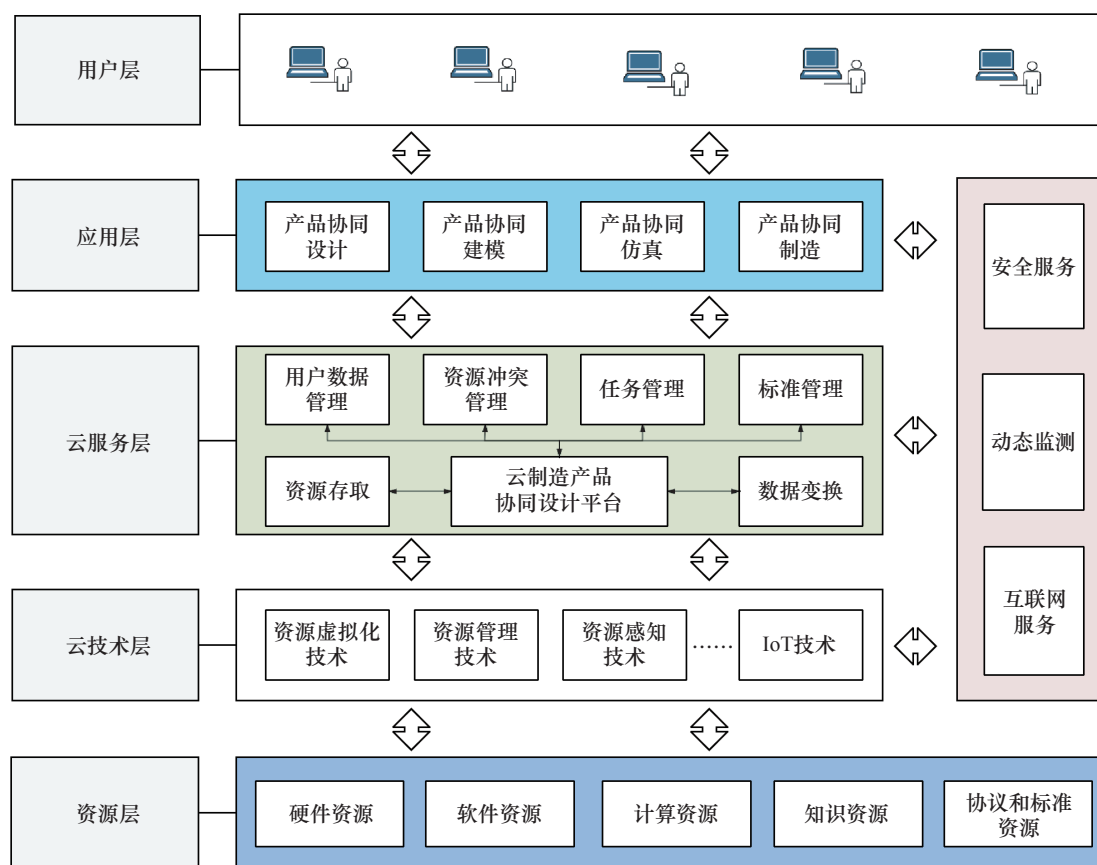 用户层
应用层
产品协同
设计
产品协同
建模
产品协同
仿真
产品协同
制造
安全服务
云服务层
用户数据
管理
资源冲突
管理
任务管理
标准管理
动态监测
资源存取
云制造产品
协同设计平台
数据变换
云技术层
资源虚拟化
技术
资源管理
技术
资源感知
技术
……
IoT技术
互联网
服务
资源层
硬件资源
软件资源
计算资源
知识资源
协议和标准
资源